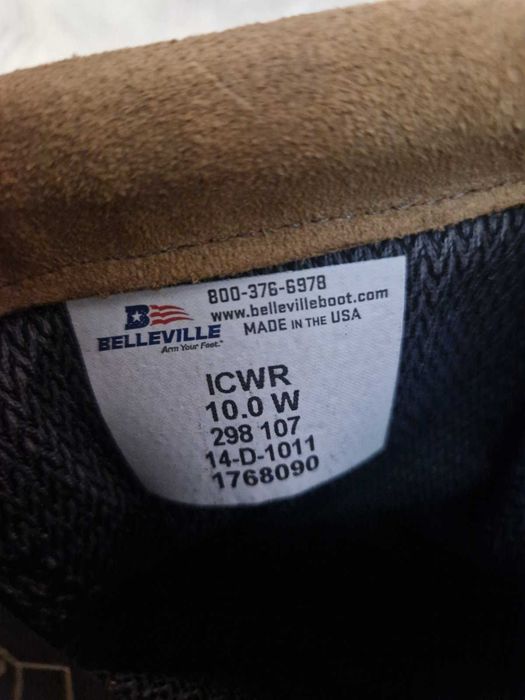 800-376-6978
www.bellevilleboot.com
MADE IN THE USA
B
BELLEVILLE
Arm Your Feet.™
ICWR
10.0 W
298 107
14-D-1011
1768090